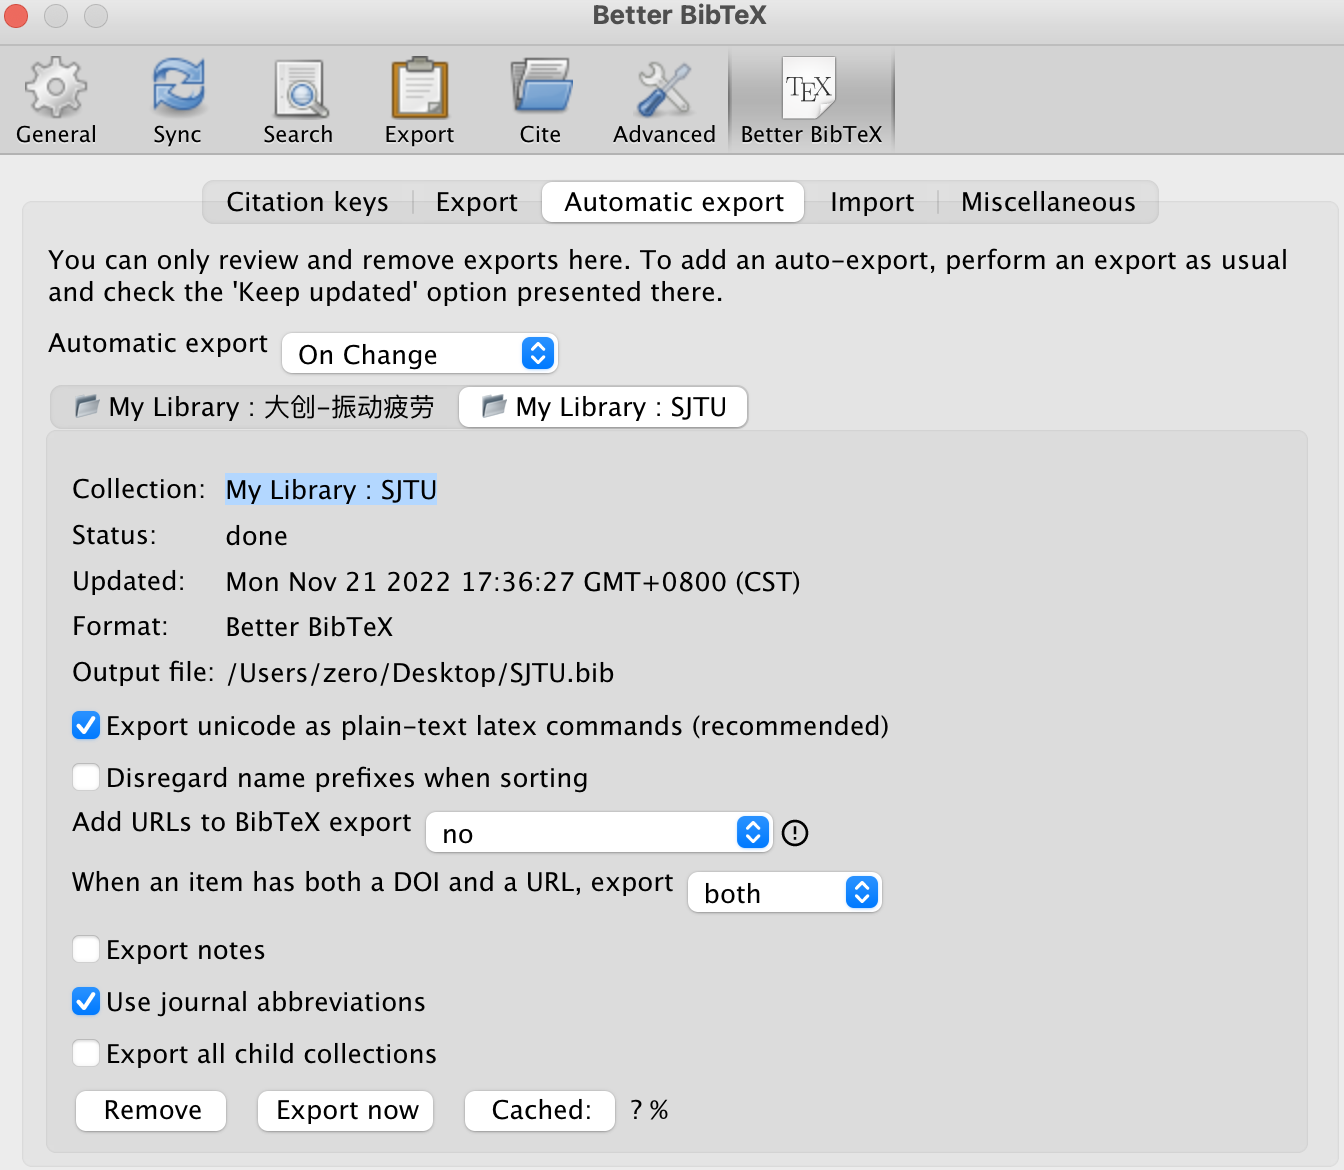 Better BibTeX
General Sync Search Export Cite Advanced TEX Better BibTeX
Citation keys Export Automatic export Import Miscellaneous
You can only review and remove exports here. To add an auto-export, perform an export as usual
and check the 'Keep updated' option presented there.
Automatic export On Change
My Library : 大创-振动疲劳 My Library : SJTU
Collection: My Library : SJTU
Status: done
Updated: Mon Nov 21 2022 17:36:27 GMT+0800 (CST)
Format: Better BibTeX
Output file: /Users/zero/Desktop/SJTU.bib
Export unicode as plain-text latex commands (recommended)
Disregard name prefixes when sorting
Add URLs to BibTeX export no
When an item has both a DOI and a URL, export both
Export notes
Use journal abbreviations
Export all child collections
Remove Export now Cached: ? %